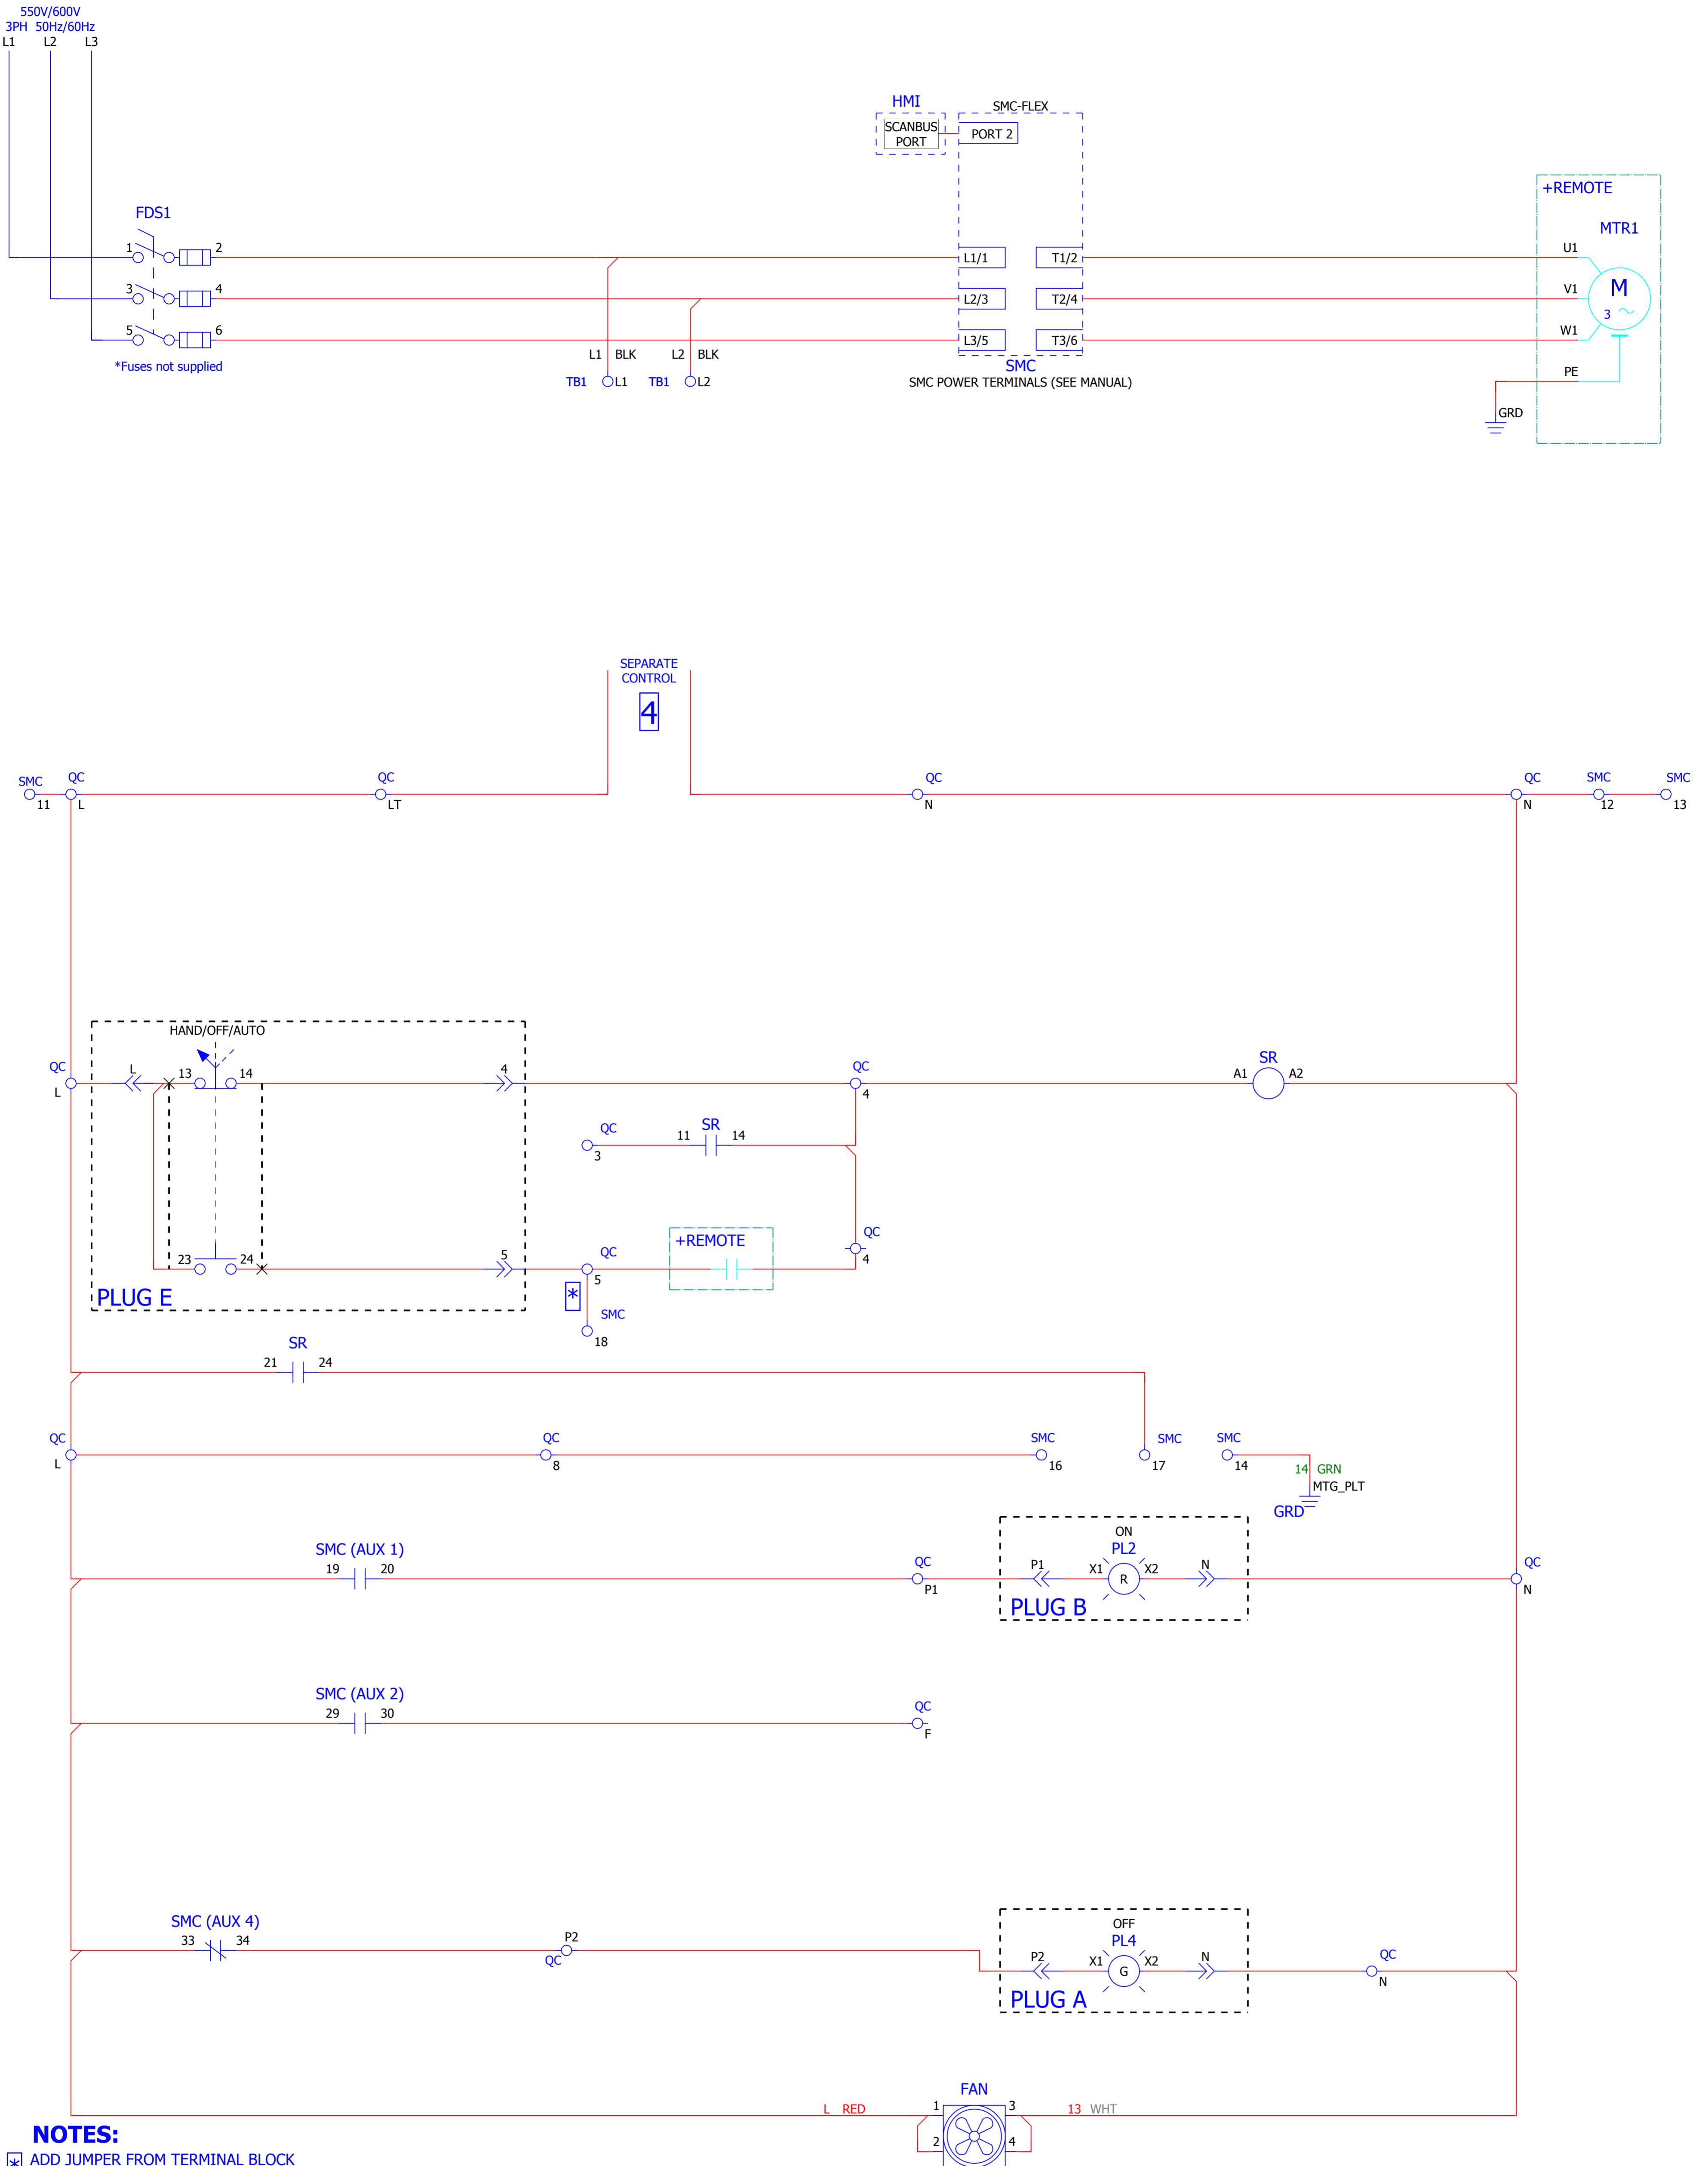 550V/600V
3PH 50Hz/60Hz
L1 L2 L3
HMI
SCANBUS
PORT
SMC-FLEX
PORT 2
+REMOTE
MTR1
FDS1
1 2
3 4
5 6
*Fuses not supplied
L1/1 T1/2
L2/3 T2/4
L3/5 T3/6
SMC
SMC POWER TERMINALS (SEE MANUAL)
U1
V1
W1
PE
M
3
GRD
L1 BLK L2 BLK
TB1 L1 TB1 L2
SEPARATE
CONTROL
4
SMC QC QC QC QC SMC SMC
11 L LT N N 12 13
HAND/OFF/AUTO
QC L 13 14 4 QC SR
L 4 A1 A2
QC SR
3 11 14
+REMOTE
QC
4
23 24 5 QC
5
*
PLUG E
SMC
18
SR
21 24
QC QC SMC SMC SMC
L 8 16 17 14
14 GRN
MTG_PLT
GRD
ON
PL2
SMC (AUX 1)
19 20 QC P1 X1 R X2 N QC
P1 N
PLUG B
SMC (AUX 2)
29 30 QC
F
OFF
PL4
SMC (AUX 4)
33 34 P2
QC
P2 X1 G X2 N QC
N
PLUG A
FAN
L RED 1 3 13 WHT
2 4
NOTES:
* ADD JUMPER FROM TERMINAL BLOCK